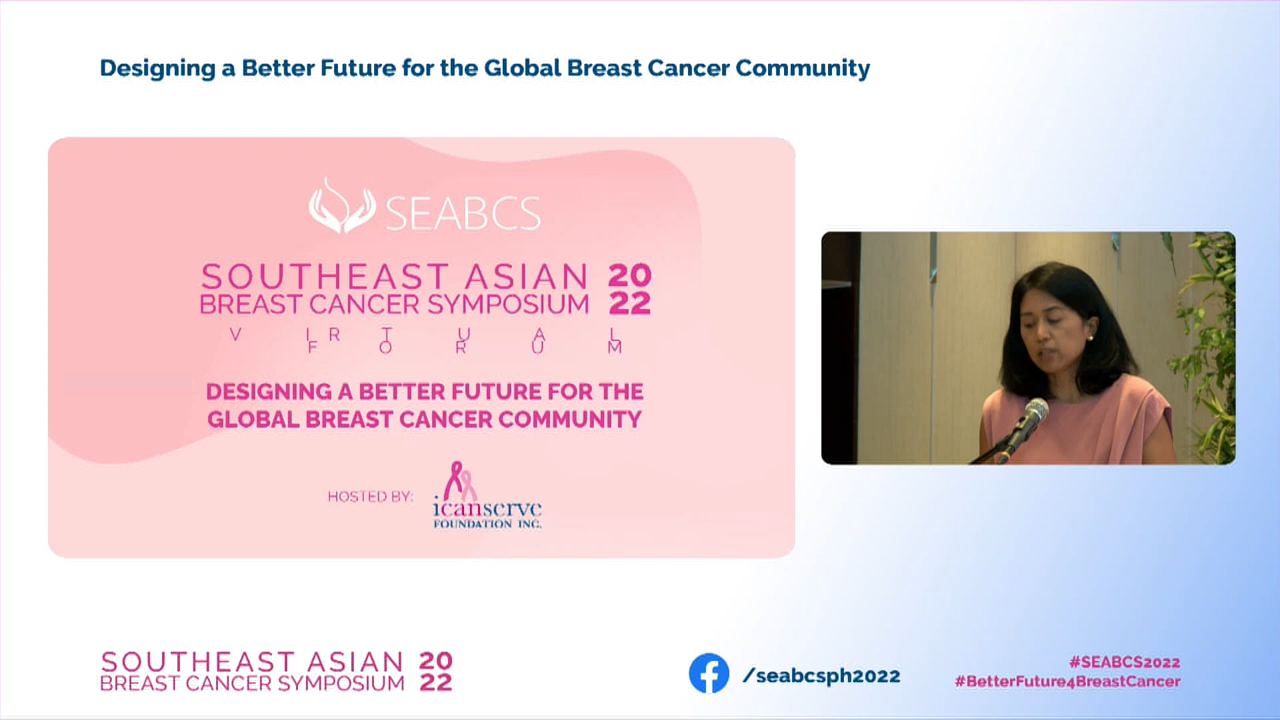 Designing a Better Future for the Global Breast Cancer Community
SEABCS
SOUTHEAST ASIAN 20
BREAST CANCER SYMPOSIUM 22
V I R T U A L
F O R U M
DESIGNING A BETTER FUTURE FOR THE
GLOBAL BREAST CANCER COMMUNITY
HOSTED BY:
icanserve
FOUNDATION INC.
SOUTHEAST ASIAN 20
BREAST CANCER SYMPOSIUM 22
/seabcsph2022
#SEABCS2022
#BetterFuture4BreastCancer